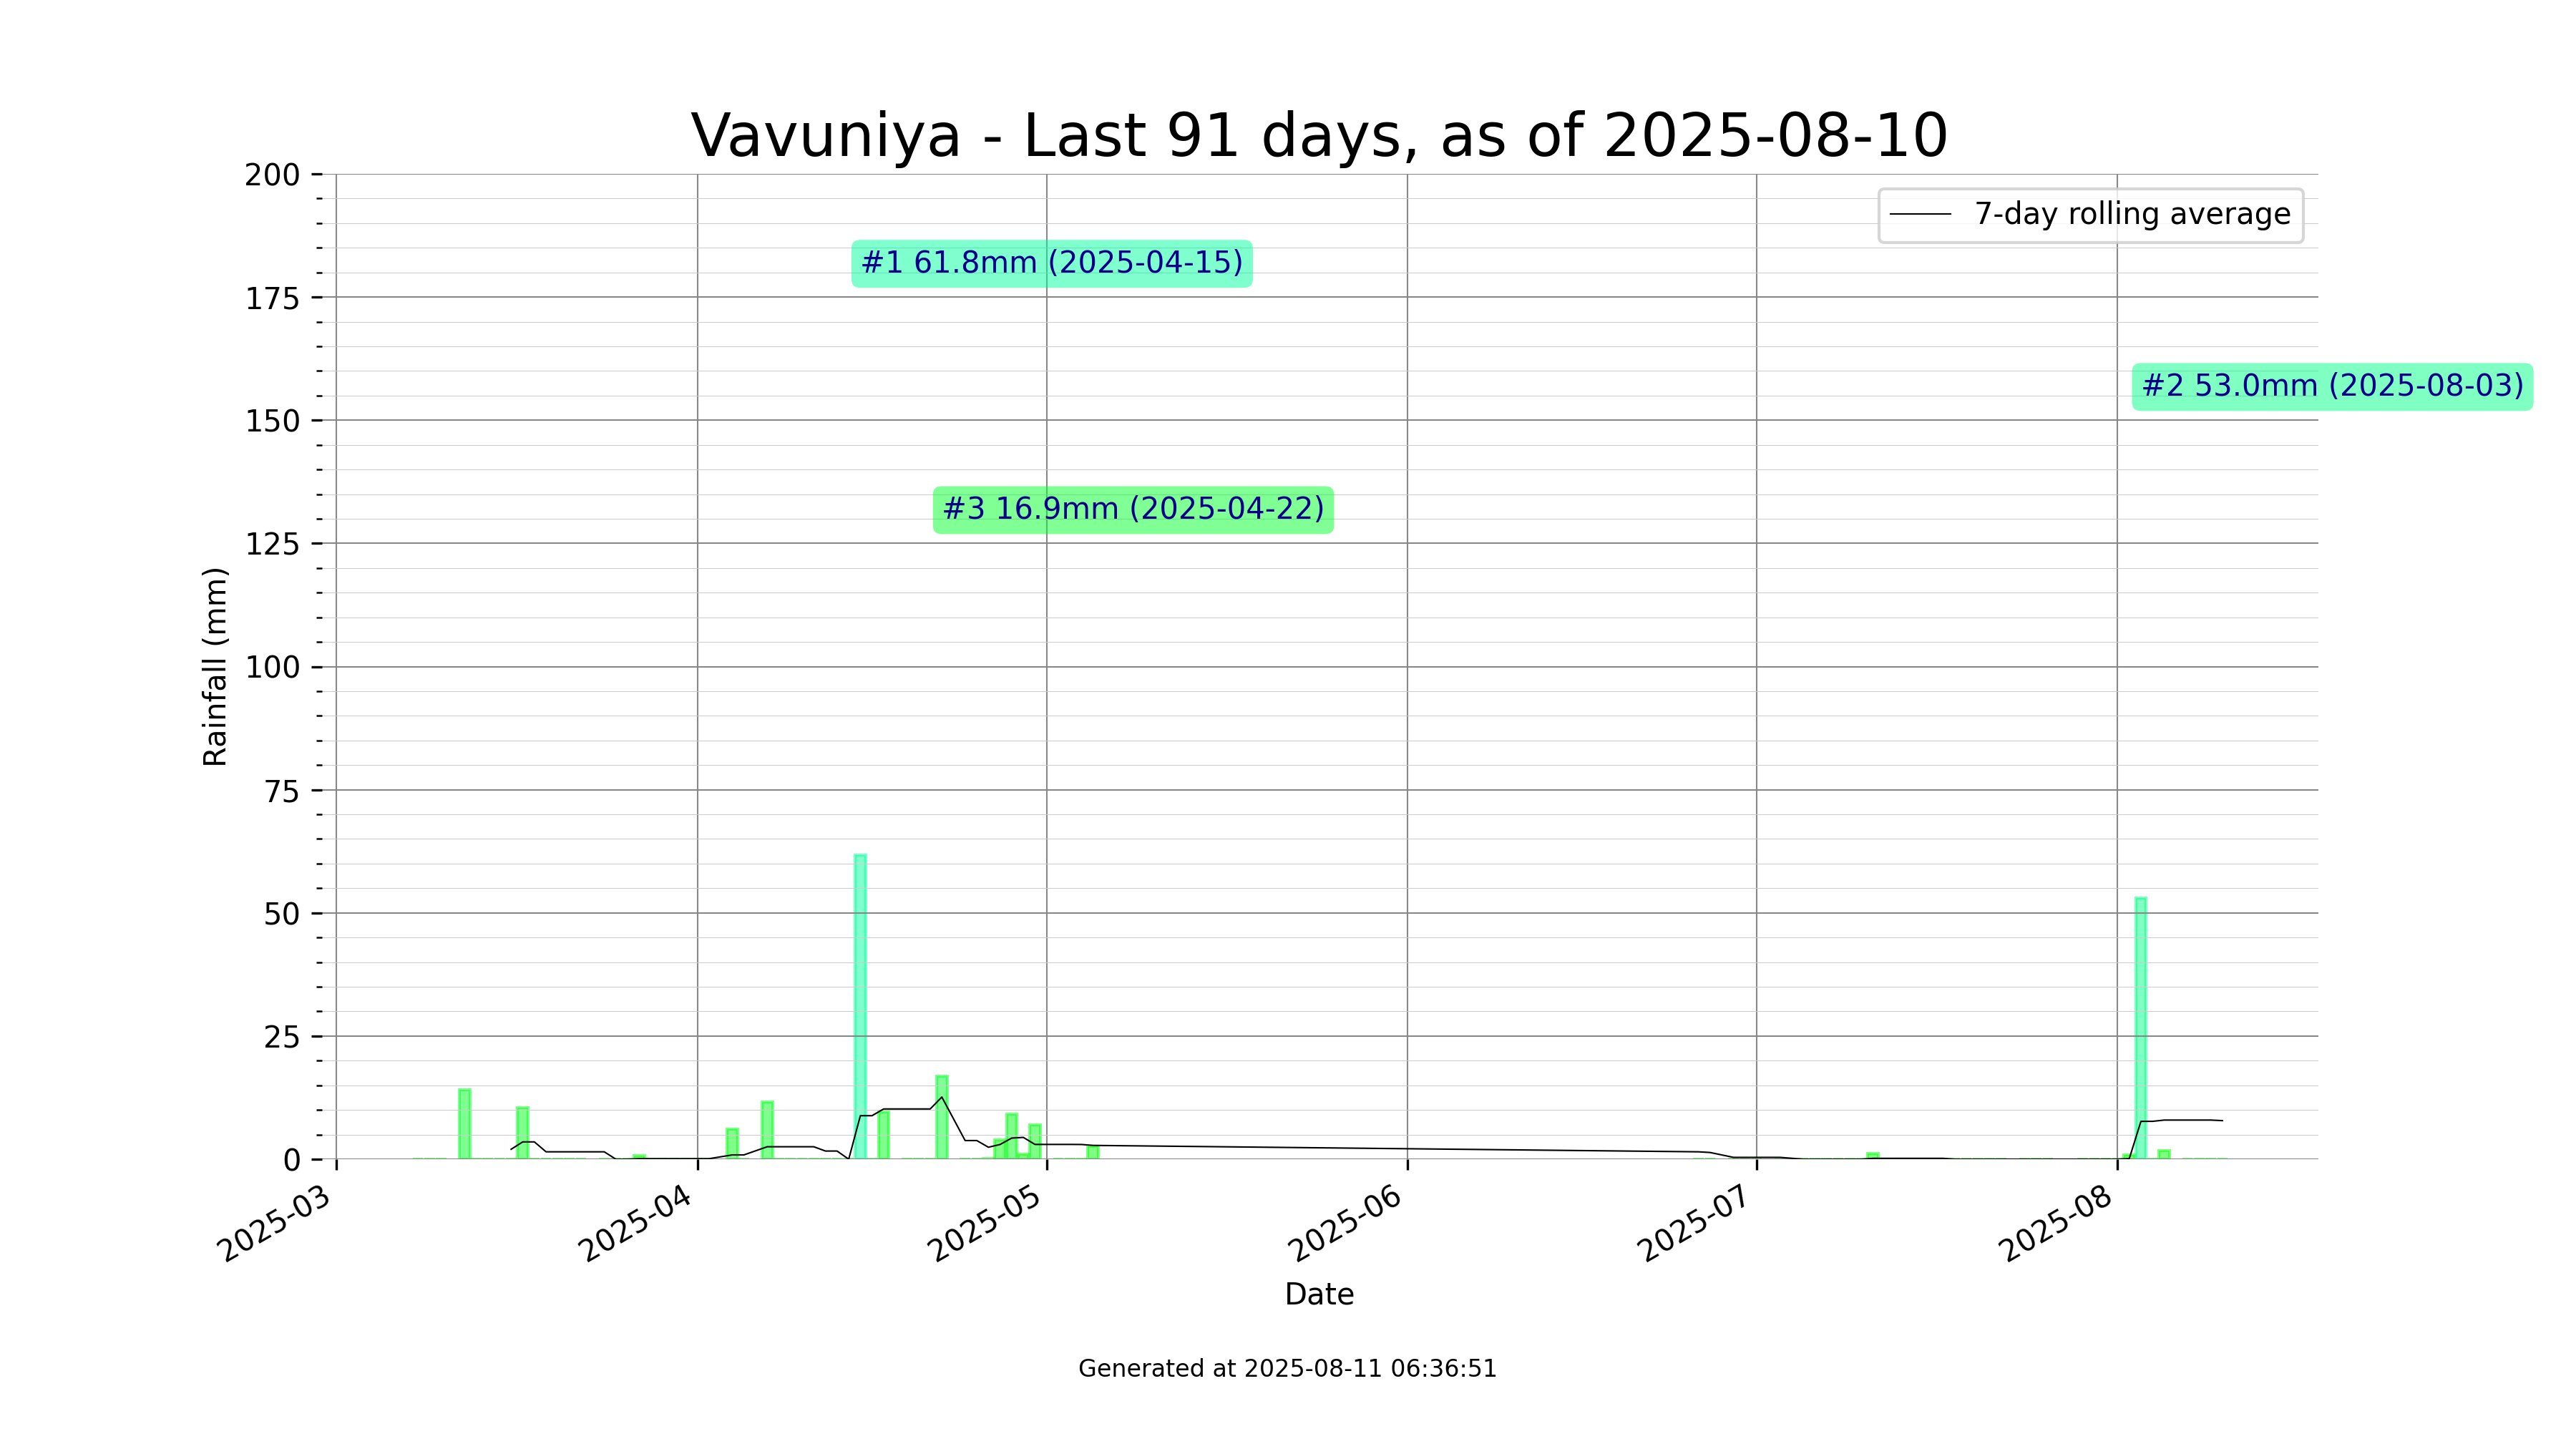 Vavuniya - Last 91 days, as of 2025-08-10
200
175
150
125
100
75
50
25
0
Rainfall (mm)
7-day rolling average
#1 61.8mm (2025-04-15)
#2 53.0mm (2025-08-03)
#3 16.9mm (2025-04-22)
2025-03
2025-04
2025-05
2025-06
2025-07
2025-08
Date
Generated at 2025-08-11 06:36:51